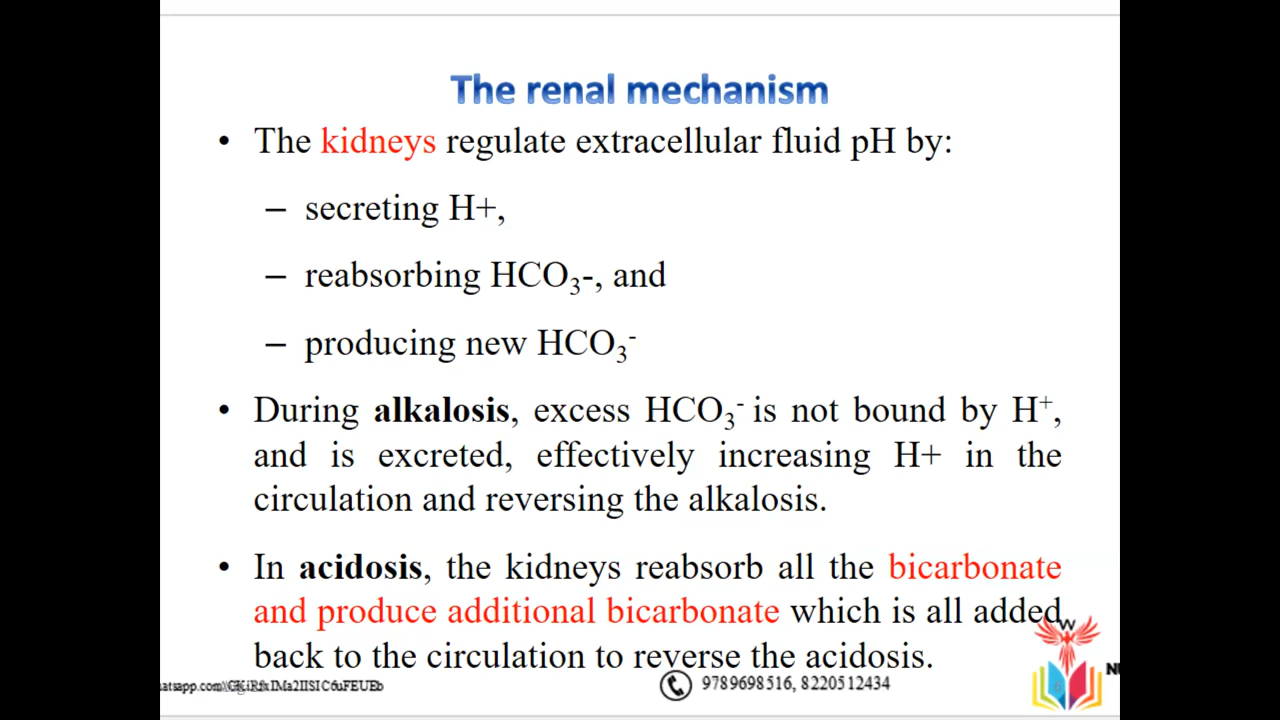 The renal mechanism
• The kidneys regulate extracellular fluid pH by:
– secreting H+,
– reabsorbing HCO₃-, and
– producing new HCO₃⁻
• During alkalosis, excess HCO₃⁻ is not bound by H⁺,
and is excreted, effectively increasing H+ in the
circulation and reversing the alkalosis.
• In acidosis, the kidneys reabsorb all the bicarbonate
and produce additional bicarbonate which is all added
back to the circulation to reverse the acidosis.
W
9789698516, 8220512434